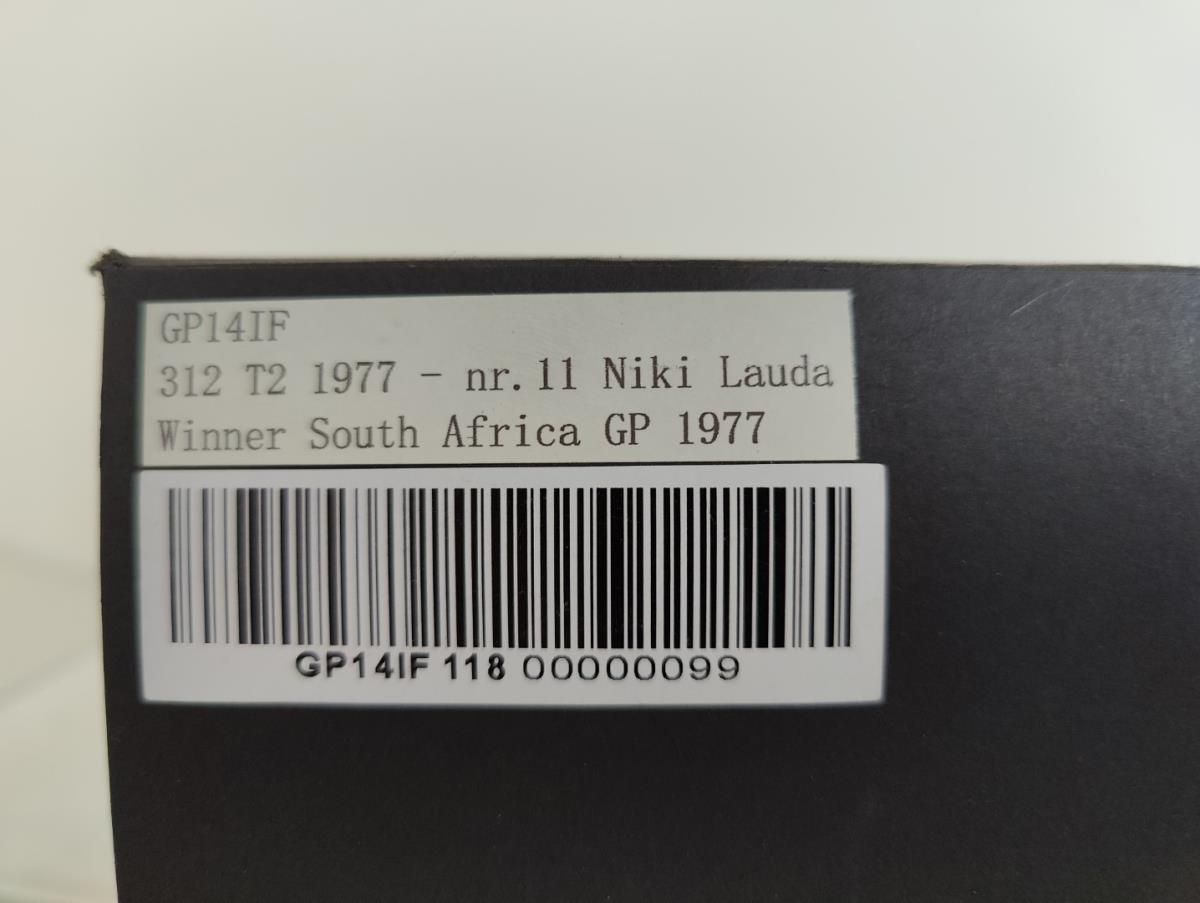 GP14IF
312 T2 1977 - nr. 11 Niki Lauda
Winner South Africa GP 1977
GP14IF 118 00000099